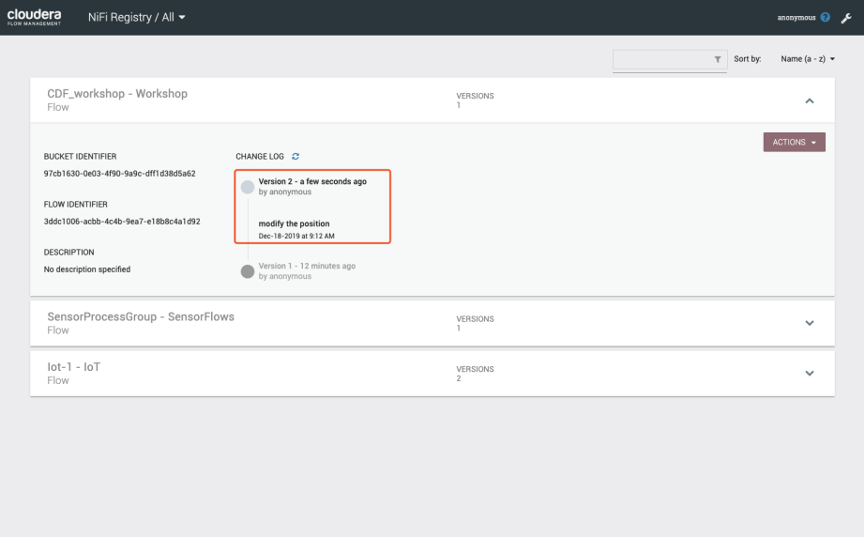 cloudera
FLOW MANAGEMENT
NiFi Registry / All
anonymous
Sort by:
Name (a - z)
CDF_workshop - Workshop
Flow
VERSIONS
1
ACTIONS
BUCKET IDENTIFIER
97cb1630-0e03-4f90-9a9c-dff1d38d5a62
FLOW IDENTIFIER
3ddc1006-acbb-4c4b-9ea7-e18b8c4a1d92
DESCRIPTION
No description specified
CHANGE LOG
Version 2 - a few seconds ago
by anonymous
modify the position
Dec-18-2019 at 9:12 AM
Version 1 - 12 minutes ago
by anonymous
SensorProcessGroup - SensorFlows
Flow
VERSIONS
1
Iot-1 - IoT
Flow
VERSIONS
2